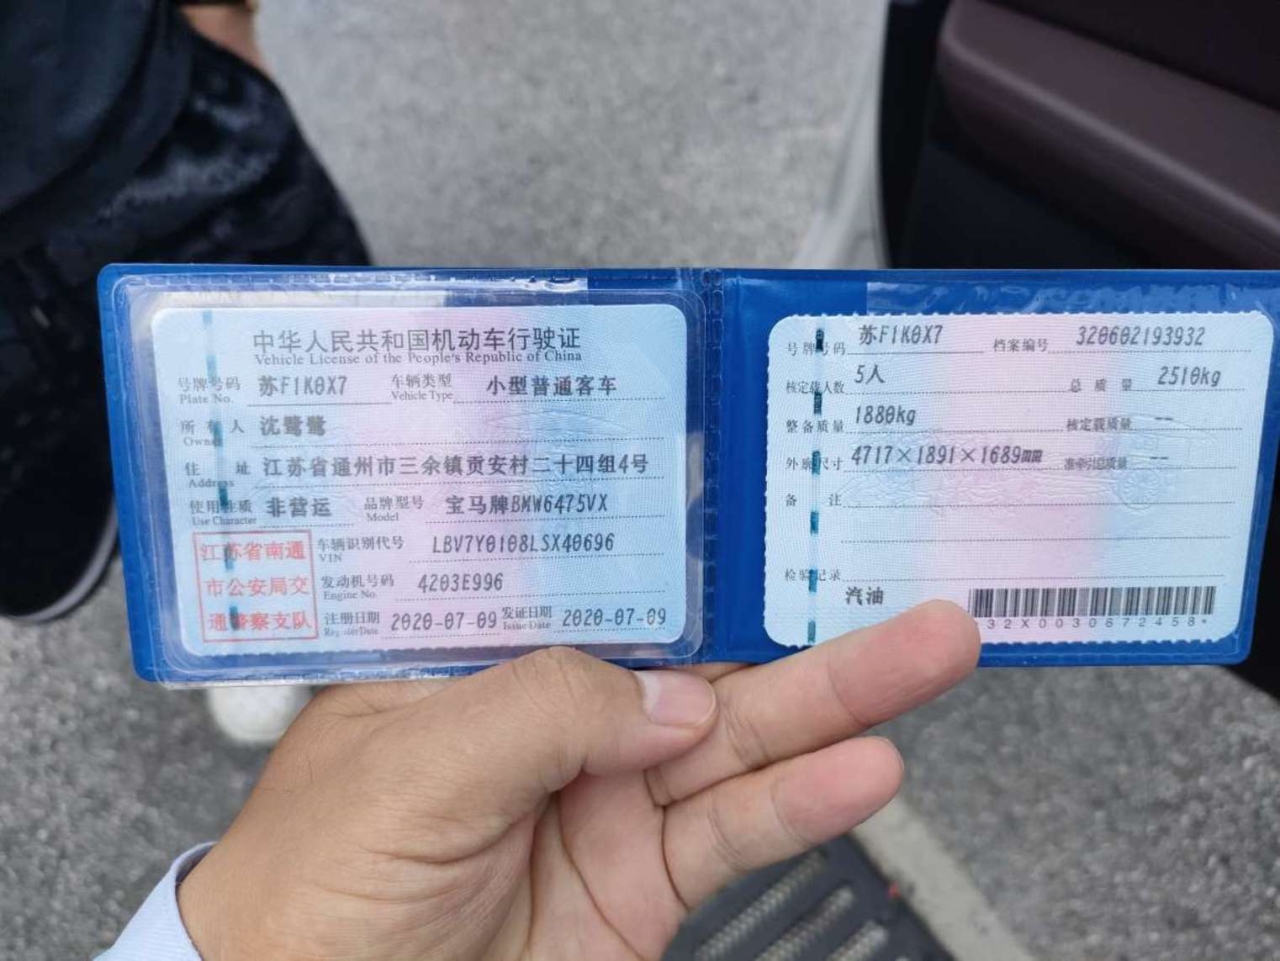 中华人民共和国机动车行驶证
Vehicle License of the People's Republic of China
号牌号码 苏F1K0X7 车辆类型 小型普通客车
Plate No. Vehicle Type
所有人 沈鹭鹭
Owner
住址 江苏省通州市三余镇贡安村二十四组4号
Address
使用性质 非营运 品牌型号 宝马牌BMW6475VX
Use Character Model
江苏省南通
市公安局交
通警察支队
车辆识别代号 LBV7Y0108LSX40696
VIN
发动机号码 4203E996
Engine No.
注册日期 2020-07-09 发证日期 2020-07-09
Register Date Issue Date
号牌号码 苏F1K0X7 档案编号 320602193932
核定载人数 5人 总质量 2510kg
整备质量 1880kg 核定载质量 --
外廓尺寸 4717×1891×1689mm 准牵引总质量 --
备注
检验记录
汽油
32X0030672458*